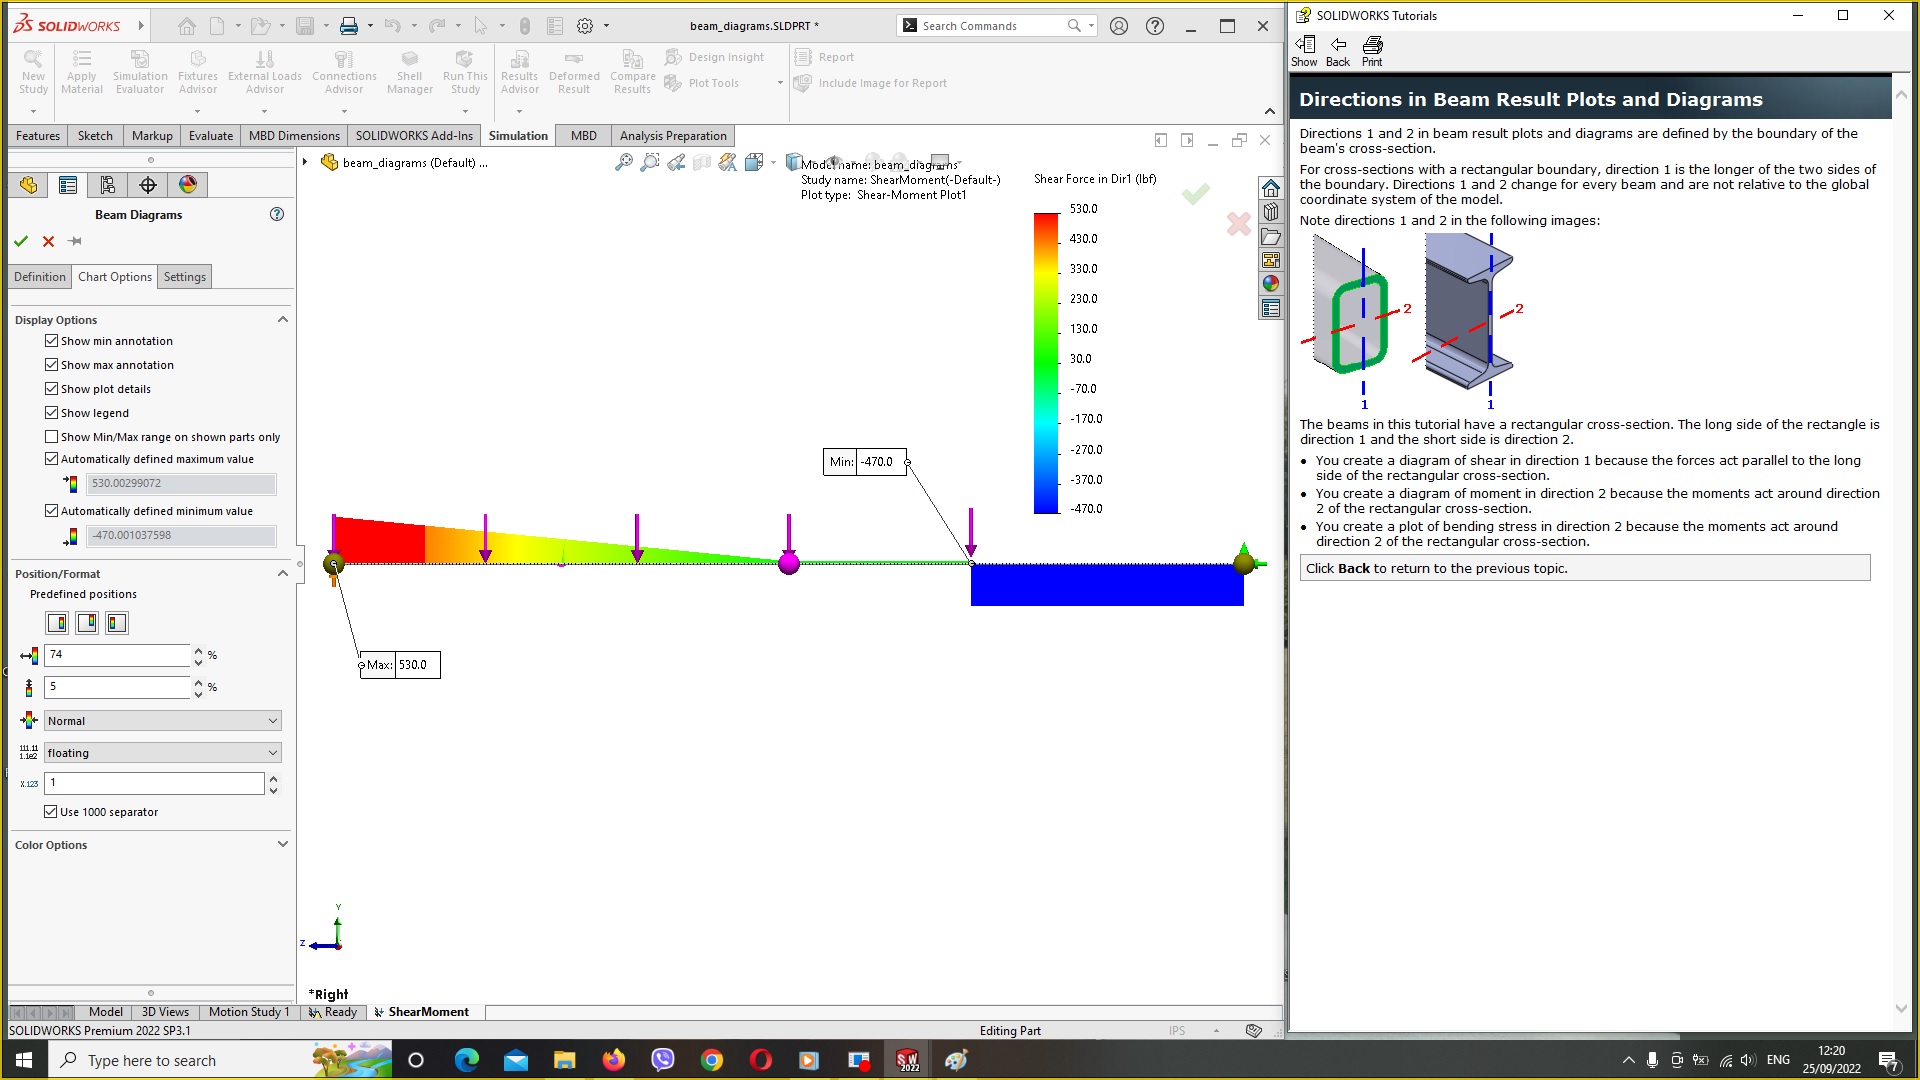 SOLIDWORKS
beam_diagrams.SLDPRT *
Search Commands
New Study
Apply Material
Simulation Evaluator
Fixtures Advisor
External Loads Advisor
Connections Advisor
Shell Manager
Run This Study
Results Advisor
Deformed Result
Compare Results
Design Insight
Plot Tools
Report
Include Image for Report
Features
Sketch
Markup
Evaluate
MBD Dimensions
SOLIDWORKS Add-Ins
Simulation
MBD
Analysis Preparation
Beam Diagrams
Definition
Chart Options
Settings
Display Options
Show min annotation
Show max annotation
Show plot details
Show legend
Show Min/Max range on shown parts only
Automatically defined maximum value
530.00299072
Automatically defined minimum value
-470.001037598
Position/Format
Predefined positions
74 %
5 %
Normal
floating
1
Use 1000 separator
Color Options
beam_diagrams (Default) ...
Model name: beam_diagrams
Study name: ShearMoment(-Default-)
Plot type: Shear-Moment Plot1
Shear Force in Dir1 (lbf)
530.0
430.0
330.0
230.0
130.0
30.0
-70.0
-170.0
-270.0
-370.0
-470.0
Min: -470.0
Max: 530.0
Y
Z
*Right
Model
3D Views
Motion Study 1
Ready
ShearMoment
SOLIDWORKS Premium 2022 SP3.1
Editing Part
IPS
SOLIDWORKS Tutorials
Show
Back
Print
Directions in Beam Result Plots and Diagrams
Directions 1 and 2 in beam result plots and diagrams are defined by the boundary of the
beam's cross-section.
For cross-sections with a rectangular boundary, direction 1 is the longer of the two sides of
the boundary. Directions 1 and 2 change for every beam and are not relative to the global
coordinate system of the model.
Note directions 1 and 2 in the following images:
2
2
1
1
The beams in this tutorial have a rectangular cross-section. The long side of the rectangle is
direction 1 and the short side is direction 2.
• You create a diagram of shear in direction 1 because the forces act parallel to the long
side of the rectangular cross-section.
• You create a diagram of moment in direction 2 because the moments act around direction
2 of the rectangular cross-section.
• You create a plot of bending stress in direction 2 because the moments act around
direction 2 of the rectangular cross-section.
Click Back to return to the previous topic.
Type here to search
SW 2022
ENG
12:20
25/09/2022
7